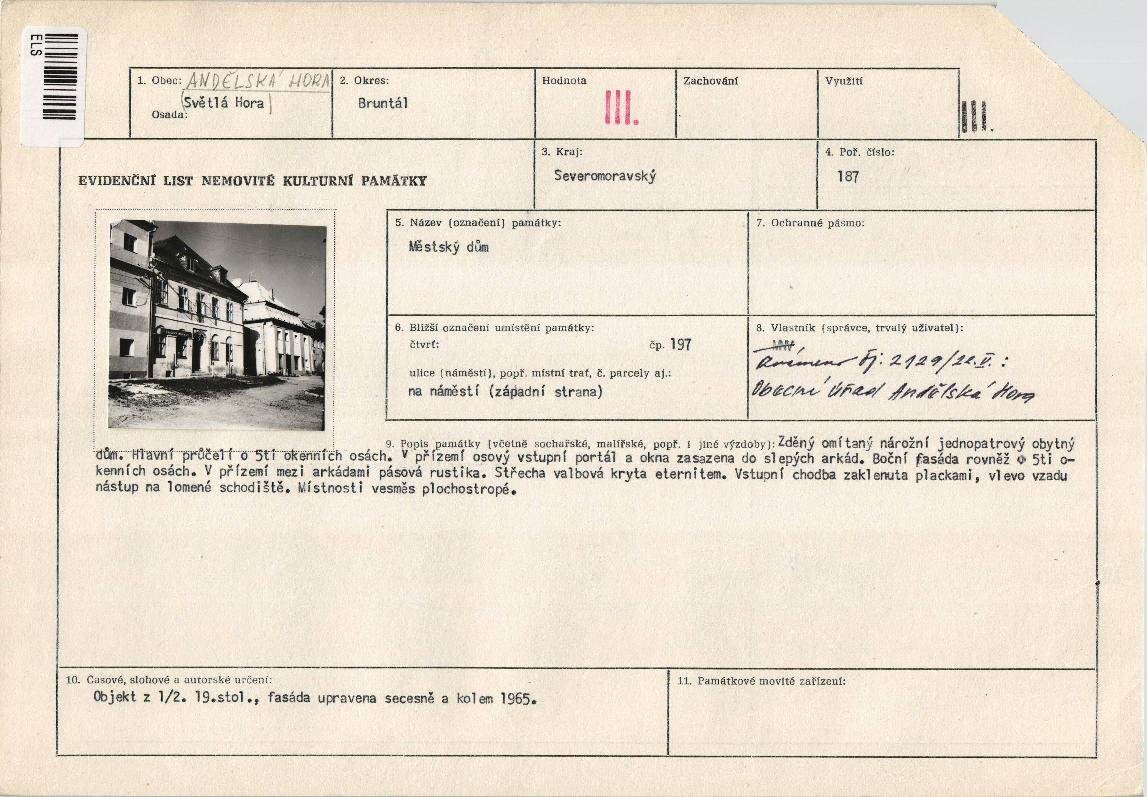 ELS
1. Obec: ANDĚLSKÁ HORA
(Světlá Hora)
Osada:
2. Okres:
Bruntál
Hodnota
III.
Zachování
Využití
III.
EVIDENČNÍ LIST NEMOVITÉ KULTURNÍ PAMÁTKY
3. Kraj:
Severomoravský
4. Poř. číslo:
187
5. Název (označení) památky:
Městský dům
7. Ochranné pásmo:
6. Bližší označení umístění památky:
čtvrť: čp. 197
ulice (náměstí), popř. místní trať, č. parcely aj.:
na náměstí (západní strana)
8. Vlastník (správce, trvalý uživatel):
MNV
čj: 2129/22.V.:
Obecní úřad Andělská Hora
9. Popis památky (včetně sochařské, malířské, popř. i jiné výzdoby): Zděný omítaný nárožní jednopatrový obytný
dům. Hlavní průčelí o 5ti okenních osách. V přízemí osový vstupní portál a okna zasazena do slepých arkád. Boční fasáda rovněž o 5ti o-
kenních osách. V přízemí mezi arkádami pásová rustika. Střecha valbová kryta eternitem. Vstupní chodba zaklenuta plackami, vlevo vzadu
nástup na lomené schodiště. Místnosti vesměs plochostropé.
10. Časové, slohové a autorské určení:
Objekt z 1/2. 19.stol., fasáda upravena secesně a kolem 1965.
11. Památkové movité zařízení: